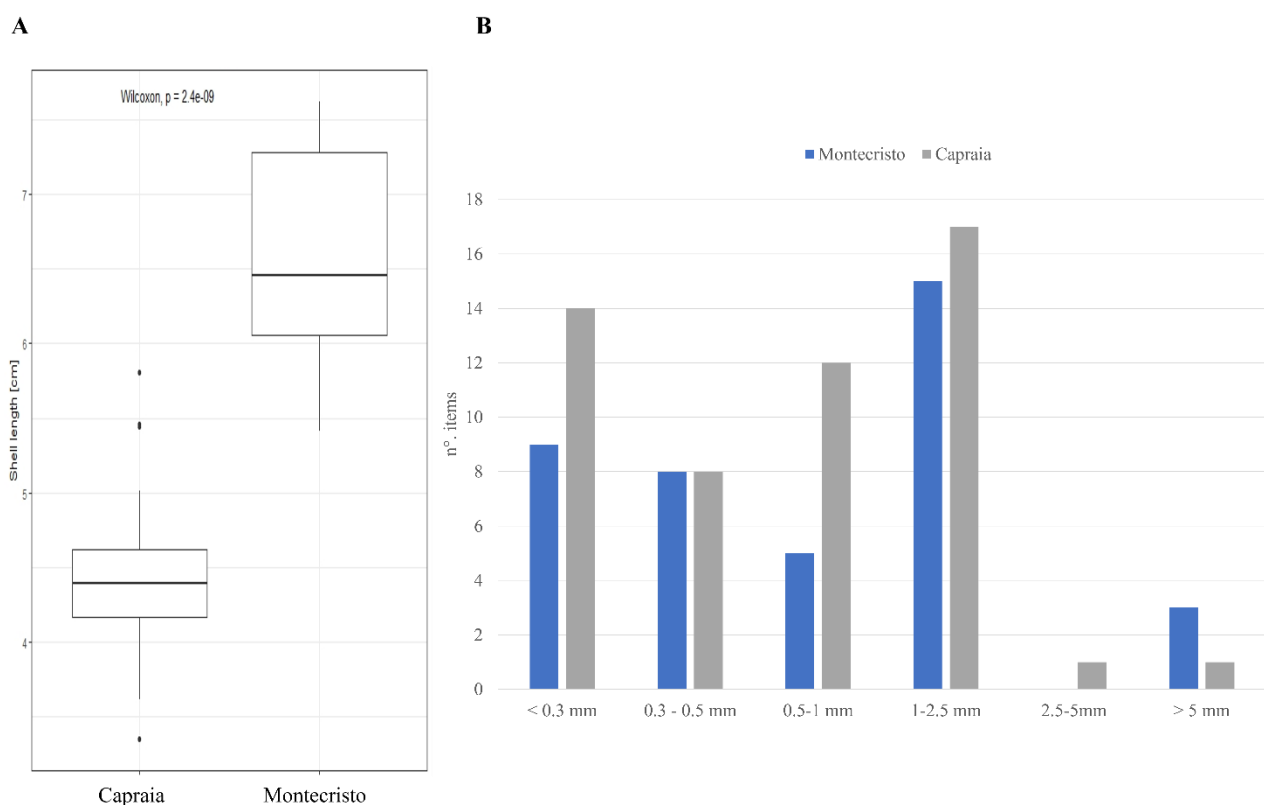 A
B
Wilcoxon, p = 2.4e-09
Shell length [cm]
7
6
5
4
Capraia Montecristo
Montecristo Capraia
n°. items
18
16
14
12
10
8
6
4
2
0
< 0.3 mm 0.3 - 0.5 mm 0.5-1 mm 1-2.5 mm 2.5-5mm > 5 mm